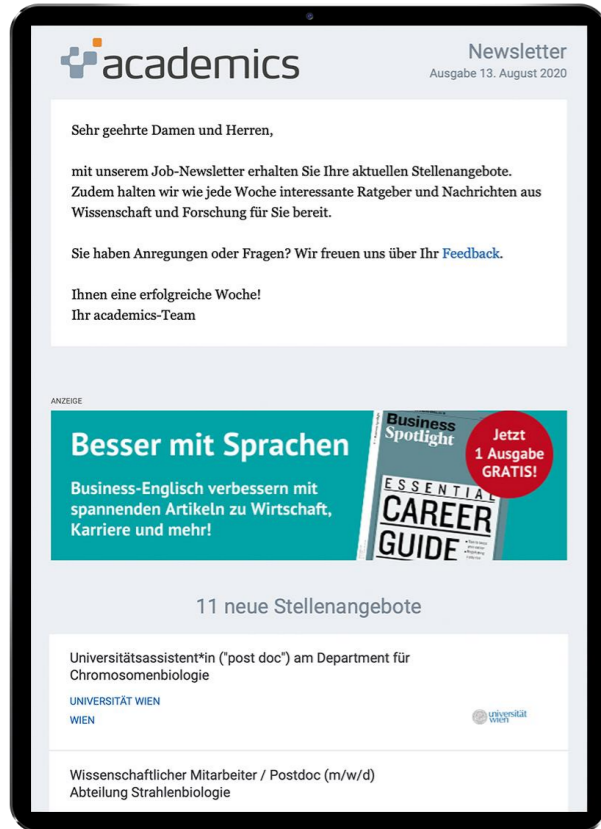 academics
Newsletter
Ausgabe 13. August 2020
Sehr geehrte Damen und Herren,
mit unserem Job-Newsletter erhalten Sie Ihre aktuellen Stellenangebote.
Zudem halten wir wie jede Woche interessante Ratgeber und Nachrichten aus
Wissenschaft und Forschung für Sie bereit.
Sie haben Anregungen oder Fragen? Wir freuen uns über Ihr Feedback.
Ihnen eine erfolgreiche Woche!
Ihr academics-Team
ANZEIGE
Besser mit Sprachen
Business-Englisch verbessern mit
spannenden Artikeln zu Wirtschaft,
Karriere und mehr!
Business
Spotlight
ESSENTIAL
CAREER
GUIDE
Jetzt
1 Ausgabe
GRATIS!
11 neue Stellenangebote
Universitätsassistent*in ("post doc") am Department für
Chromosomenbiologie
UNIVERSITÄT WIEN
WIEN
universität
wien
Wissenschaftlicher Mitarbeiter / Postdoc (m/w/d)
Abteilung Strahlenbiologie